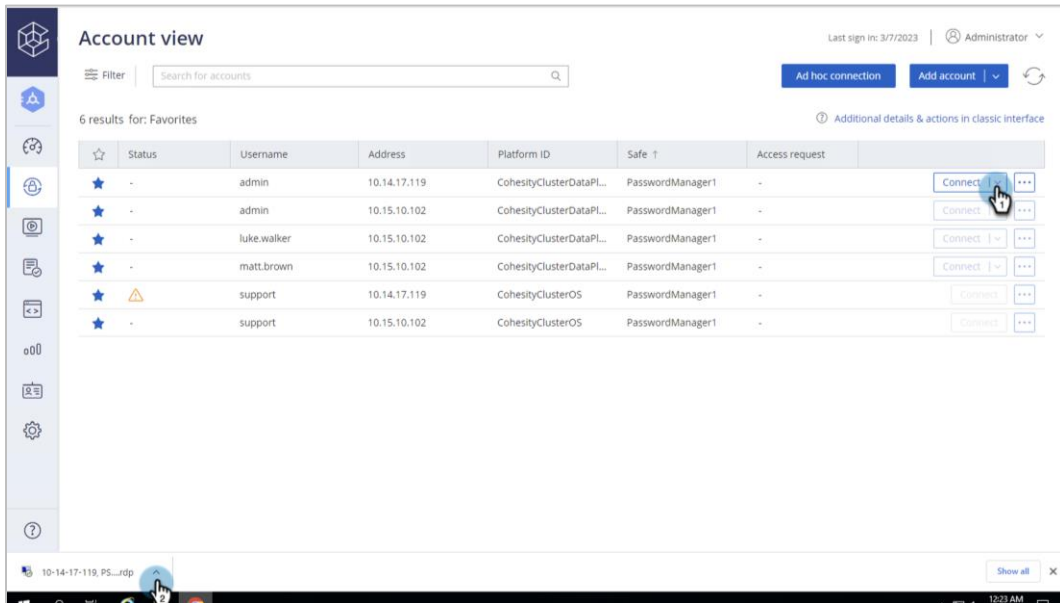 Account view
Last sign in: 3/7/2023
Administrator
Filter
Search for accounts
Ad hoc connection
Add account
6 results for: Favorites
Additional details & actions in classic interface
Status Username Address Platform ID Safe ↑ Access request
- admin 10.14.17.119 CohesityClusterDataPl... PasswordManager1 - Connect ...
- admin 10.15.10.102 CohesityClusterDataPl... PasswordManager1 - Connect ...
- luke.walker 10.15.10.102 CohesityClusterDataPl... PasswordManager1 - Connect ...
- matt.brown 10.15.10.102 CohesityClusterDataPl... PasswordManager1 - Connect ...
support 10.14.17.119 CohesityClusterOS PasswordManager1 - Connect ...
- support 10.15.10.102 CohesityClusterOS PasswordManager1 - Connect ...
1
10-14-17-119, PS....rdp
Show all
2
12:23 AM